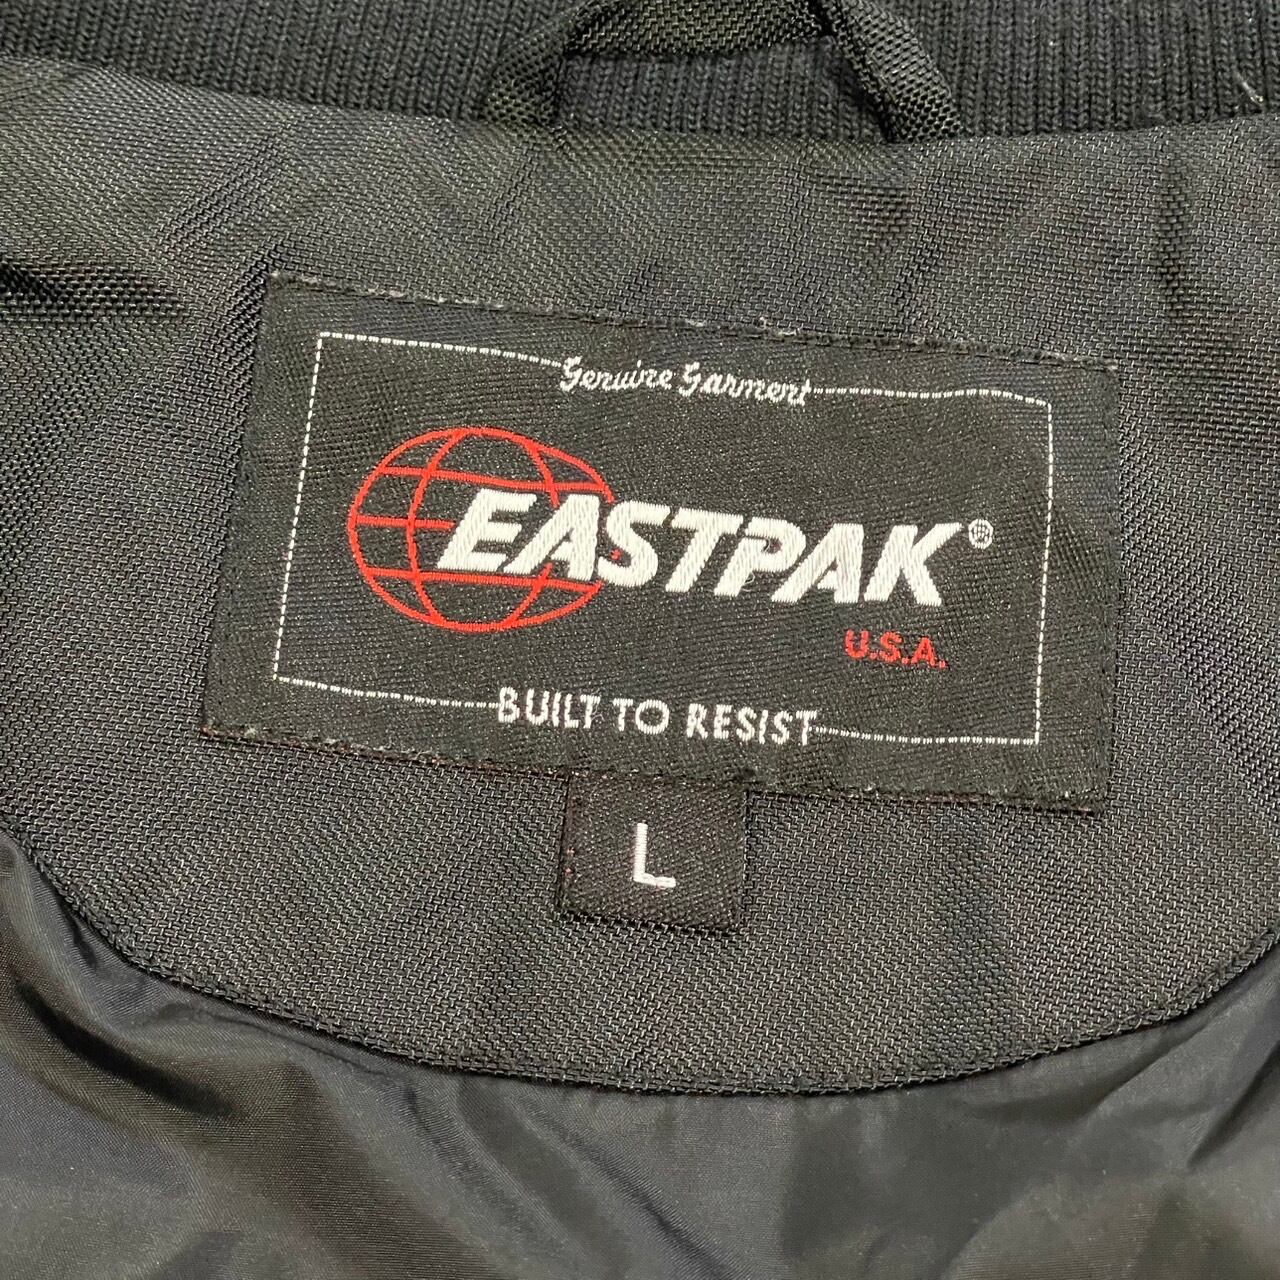 Genuine Garment
EASTPAK®
U.S.A.
BUILT TO RESIST
L